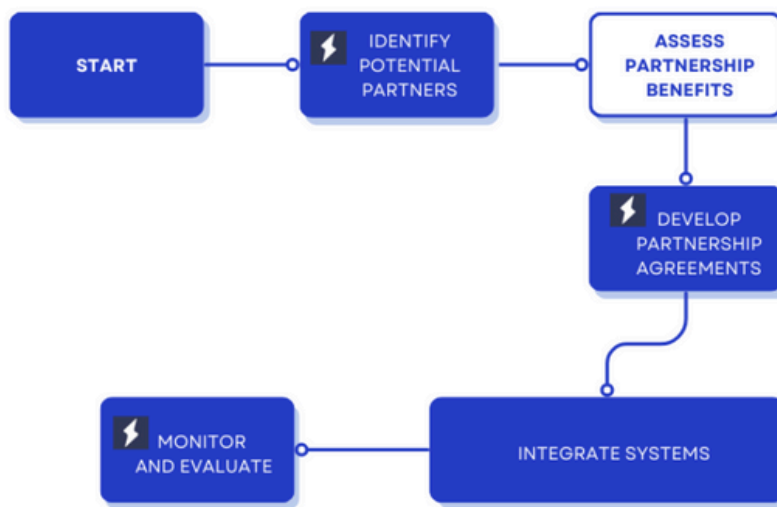 START
IDENTIFY
POTENTIAL
PARTNERS
ASSESS
PARTNERSHIP
BENEFITS
DEVELOP
PARTNERSHIP
AGREEMENTS
INTEGRATE SYSTEMS
MONITOR
AND EVALUATE